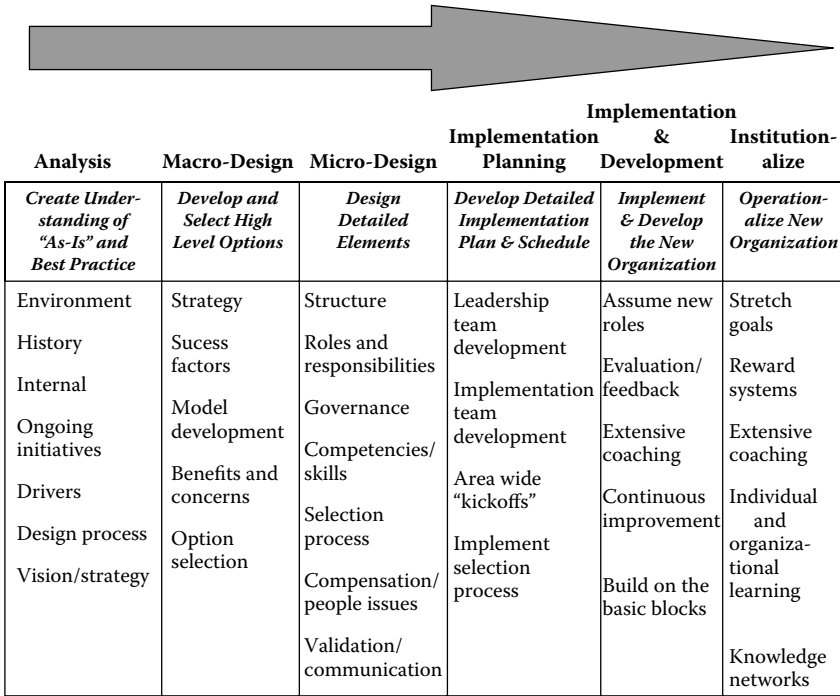 Analysis
Macro-Design
Micro-Design
Implementation
Planning
Implementation
&
Development
Institution-
alize
Create Under-
standing of
“As-Is” and
Best Practice
Develop and
Select High
Level Options
Design
Detailed
Elements
Develop Detailed
Implementation
Plan & Schedule
Implement
& Develop
the New
Organization
Operation-
alize New
Organization
Environment
History
Internal
Ongoing
initiatives
Drivers
Design process
Vision/strategy
Strategy
Sucess
factors
Model
development
Benefits and
concerns
Option
selection
Structure
Roles and
responsibilities
Governance
Competencies/
skills
Selection
process
Compensation/
people issues
Validation/
communication
Leadership
team
development
Implementation
team
development
Area wide
“kickoffs”
Implement
selection
process
Assume new
roles
Evaluation/
feedback
Extensive
coaching
Continuous
improvement
Build on the
basic blocks
Stretch
goals
Reward
systems
Extensive
coaching
Individual
and
organiza-
tional
learning
Knowledge
networks